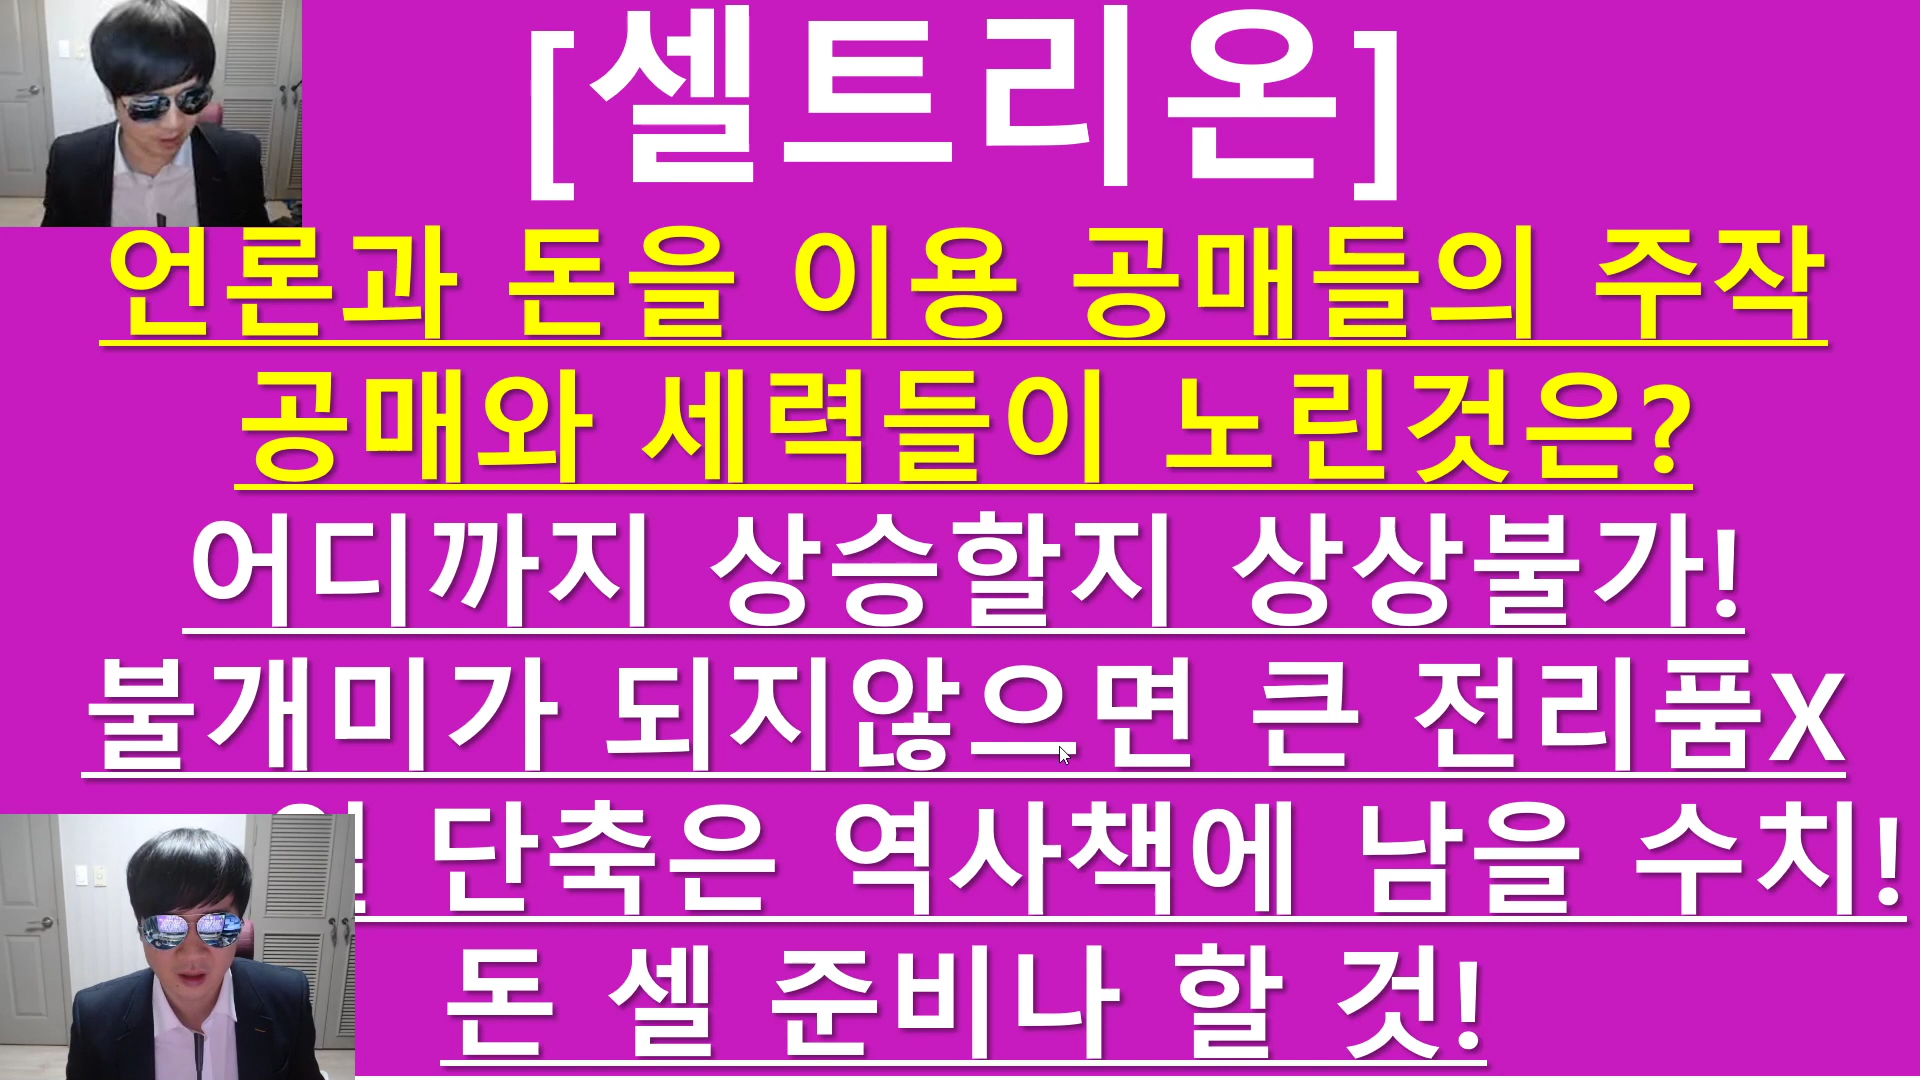 [셀트리온]
언론과 돈을 이용 공매들의 주작
공매와 세력들이 노린것은?
어디까지 상승할지 상상불가!
불개미가 되지않으면 큰 전리품X
단축은 역사책에 남을 수치!
돈 셀 준비나 할 것!